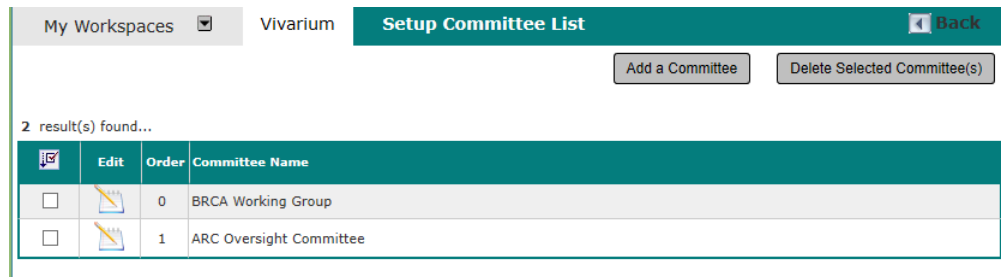 My Workspaces Vivarium Setup Committee List Back
Add a Committee Delete Selected Committee(s)
2 result(s) found...
Edit Order Committee Name
0 BRCA Working Group
1 ARC Oversight Committee